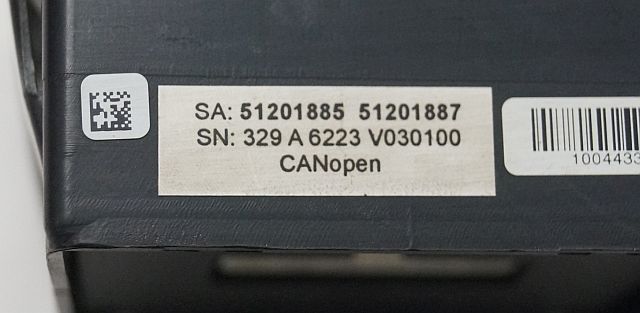 SA: 51201885 51201887
SN: 329 A 6223 V030100
CANopen
1004433